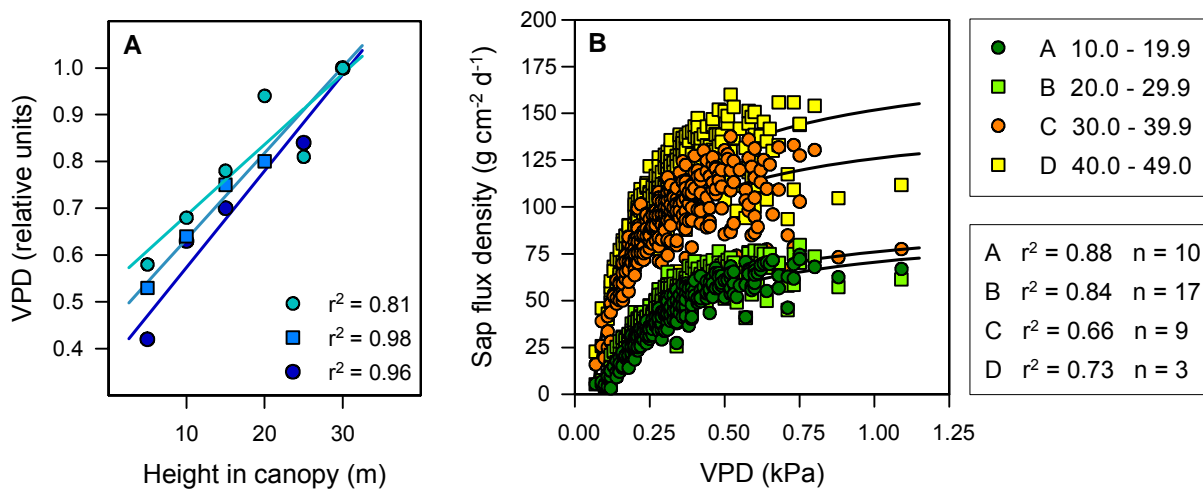 A
VPD (relative units)
1.0
0.9
0.8
0.7
0.6
0.5
0.4
r² = 0.81
r² = 0.98
r² = 0.96
10 20 30
Height in canopy (m)
B
Sap flux density (g cm⁻² d⁻¹)
200
175
150
125
100
75
50
25
0
0.00 0.25 0.50 0.75 1.00 1.25
VPD (kPa)
A 10.0 - 19.9
B 20.0 - 29.9
C 30.0 - 39.9
D 40.0 - 49.0
A r² = 0.88 n = 10
B r² = 0.84 n = 17
C r² = 0.66 n = 9
D r² = 0.73 n = 3